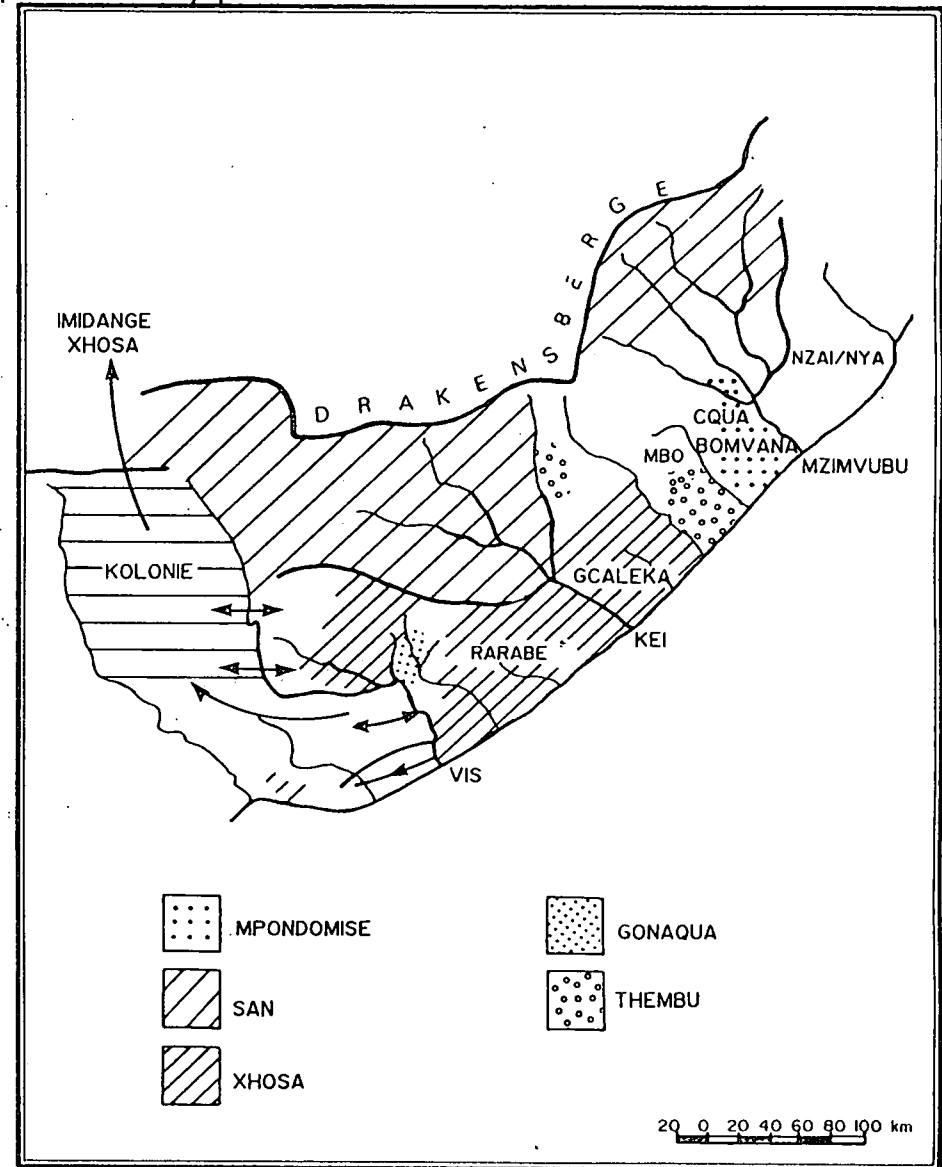 IMIDANGE
XHOSA
DRAKENSBERGE
NZAI/NYA
CQUA
BOMVANA
MBO
MZIMVUBU
KOLONIE
GCALEKA
KEI
RARABE
VIS
MPONDOMISE
GONAQUA
SAN
THEMBU
XHOSA
20 0 20 40 60 80 100 km